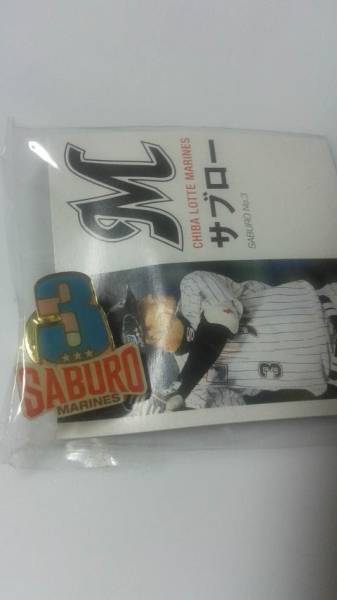 M
CHIBA LOTTE MARINES
サブロー
SABURO No.3
3
3
SABURO
MARINES